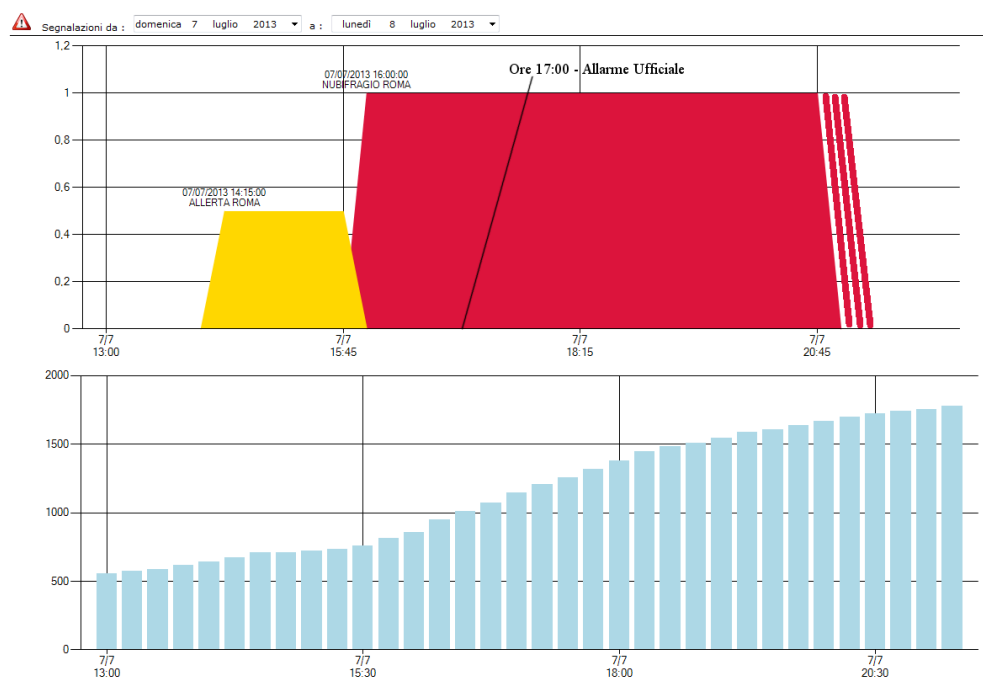 Segnalazioni da : domenica 7 luglio 2013 a : lunedì 8 luglio 2013
1,2
07/07/2013 16:00:00
NUBIFRAGIO ROMA
Ore 17:00 - Allarme Ufficiale
1
0,8
0,6
07/07/2013 14:15:00
ALLERTA ROMA
0,4
0,2
0
7/7 7/7 7/7 7/7
13:00 15:45 18:15 20:45
2000
1500
1000
500
0
7/7 7/7 7/7 7/7
13:00 15:30 18:00 20:30